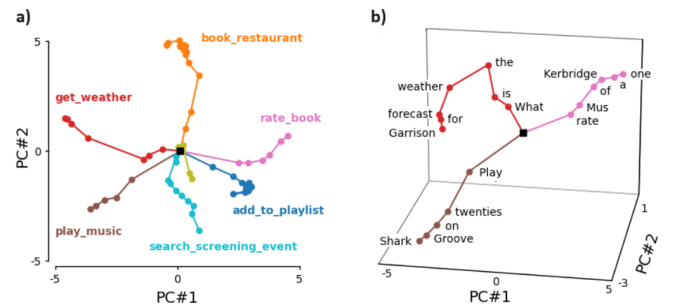 a)
book_restaurant
get_weather
rate_book
add_to_playlist
play_music
search_screening_event
5
0
-5
PC#2
-5
0
5
PC#1
b)
the
weather
is
What
forecast
for
Garrison
Kerbridge
one
a
of
Mus
rate
Play
twenties
on
Groove
Shark
-5
0
5
PC#1
1
-3
PC#2